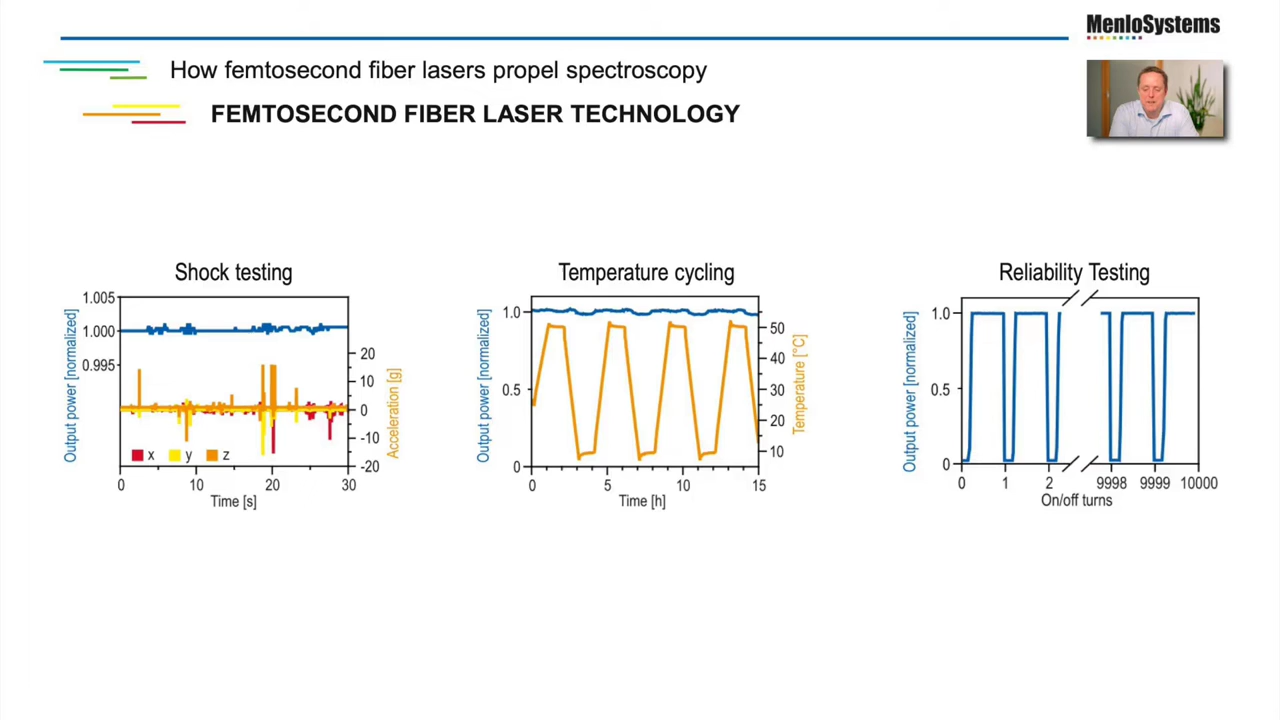 MenloSystems
How femtosecond fiber lasers propel spectroscopy
FEMTOSECOND FIBER LASER TECHNOLOGY
Shock testing
1.005
1.000
0.995
Output power [normalized]
20
10
0
-10
-20
Acceleration [g]
x y z
0 10 20 30
Time [s]
Temperature cycling
1.0
0.5
0
Output power [normalized]
50
40
30
20
10
Temperature [°C]
0 5 10 15
Time [h]
Reliability Testing
1.0
0.5
0
Output power [normalized]
0 1 2 9998 9999 10000
On/off turns